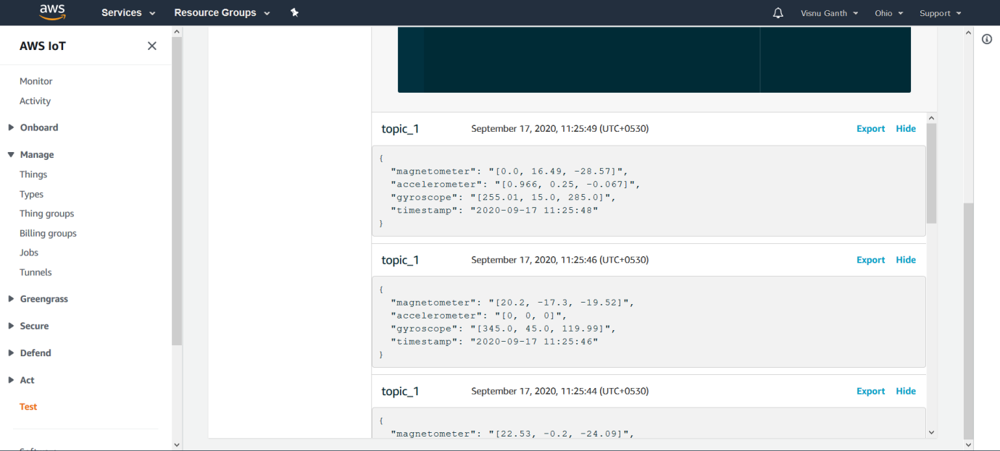 aws Services Resource Groups Visnu Ganth Ohio Support
AWS IoT
Monitor
Activity
Onboard
Manage
Things
Types
Thing groups
Billing groups
Jobs
Tunnels
Greengrass
Secure
Defend
Act
Test
topic_1 September 17, 2020, 11:25:49 (UTC+0530) Export Hide
{
"magnetometer": "[0.0, 16.49, -28.57]",
"accelerometer": "[0.966, 0.25, -0.067]",
"gyroscope": "[255.01, 15.0, 285.0]",
"timestamp": "2020-09-17 11:25:48"
}
topic_1 September 17, 2020, 11:25:46 (UTC+0530) Export Hide
{
"magnetometer": "[20.2, -17.3, -19.52]",
"accelerometer": "[0, 0, 0]",
"gyroscope": "[345.0, 45.0, 119.99]",
"timestamp": "2020-09-17 11:25:46"
}
topic_1 September 17, 2020, 11:25:44 (UTC+0530) Export Hide
{
"magnetometer": "[22.53, -0.2, -24.09]",